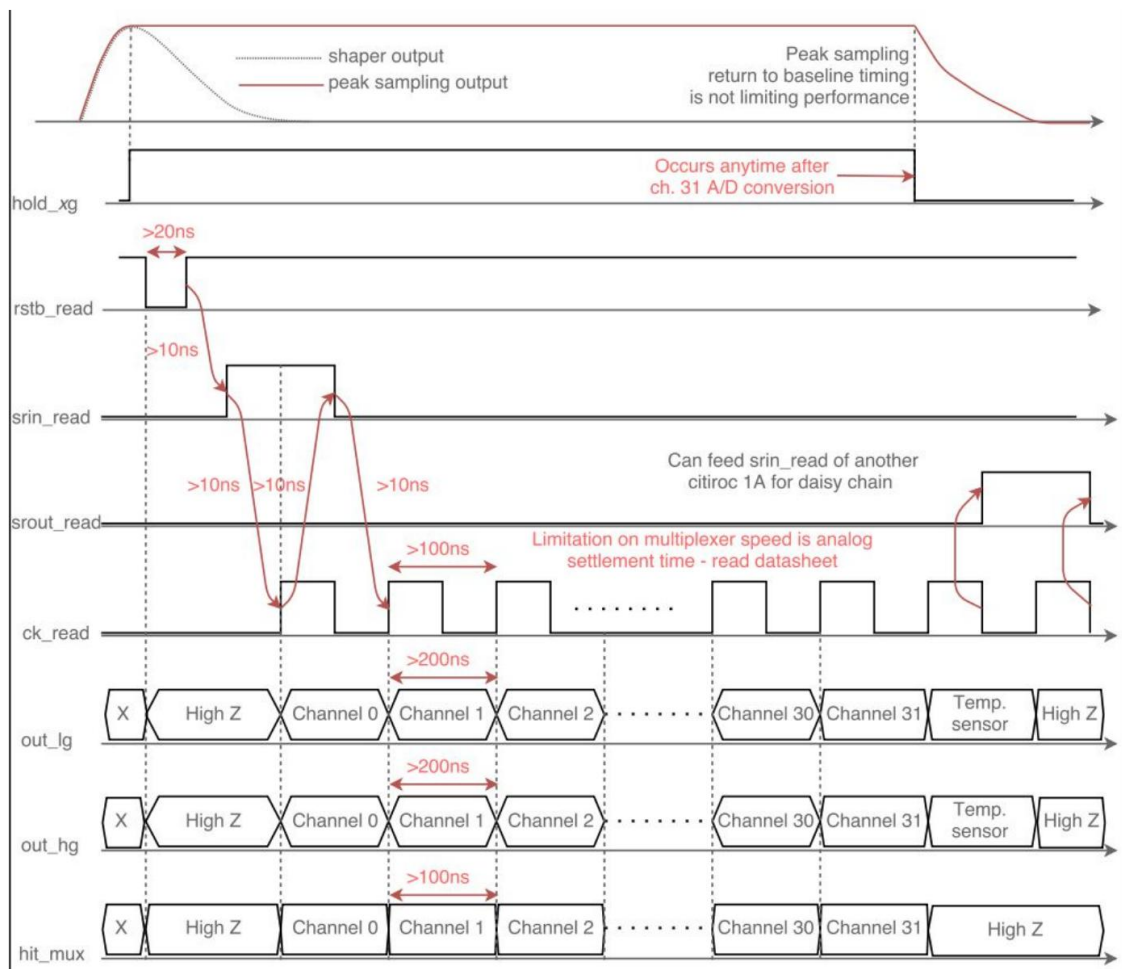 shaper output
peak sampling output
Peak sampling
return to baseline timing
is not limiting performance
Occurs anytime after
ch. 31 A/D conversion
hold_xg
>20ns
rstb_read
>10ns
srin_read
Can feed srin_read of another
citiroc 1A for daisy chain
>10ns
>10ns
>10ns
srout_read
Limitation on multiplexer speed is analog
settlement time - read datasheet
>100ns
ck_read
>200ns
X
High Z
Channel 0
Channel 1
Channel 2
Channel 30
Channel 31
Temp.
sensor
High Z
out_lg
>200ns
X
High Z
Channel 0
Channel 1
Channel 2
Channel 30
Channel 31
Temp.
sensor
High Z
out_hg
>100ns
X
High Z
Channel 0
Channel 1
Channel 2
Channel 30
Channel 31
High Z
hit_mux